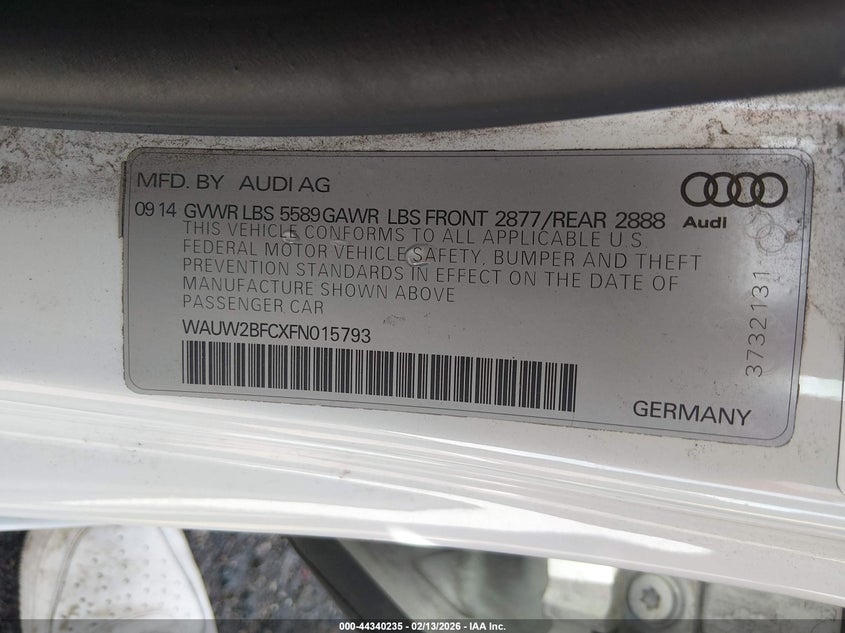 MFD. BY AUDI AG
09 14 GVWR LBS 5589 GAWR LBS FRONT 2877/REAR 2888
THIS VEHICLE CONFORMS TO ALL APPLICABLE U.S.
FEDERAL MOTOR VEHICLE SAFETY, BUMPER AND THEFT
PREVENTION STANDARDS IN EFFECT ON THE DATE OF
MANUFACTURE SHOWN ABOVE
PASSENGER CAR
WAUW2BFCXFN015793
Audi
3732131
GERMANY
000-44340235 - 02/13/2026 - IAA Inc.